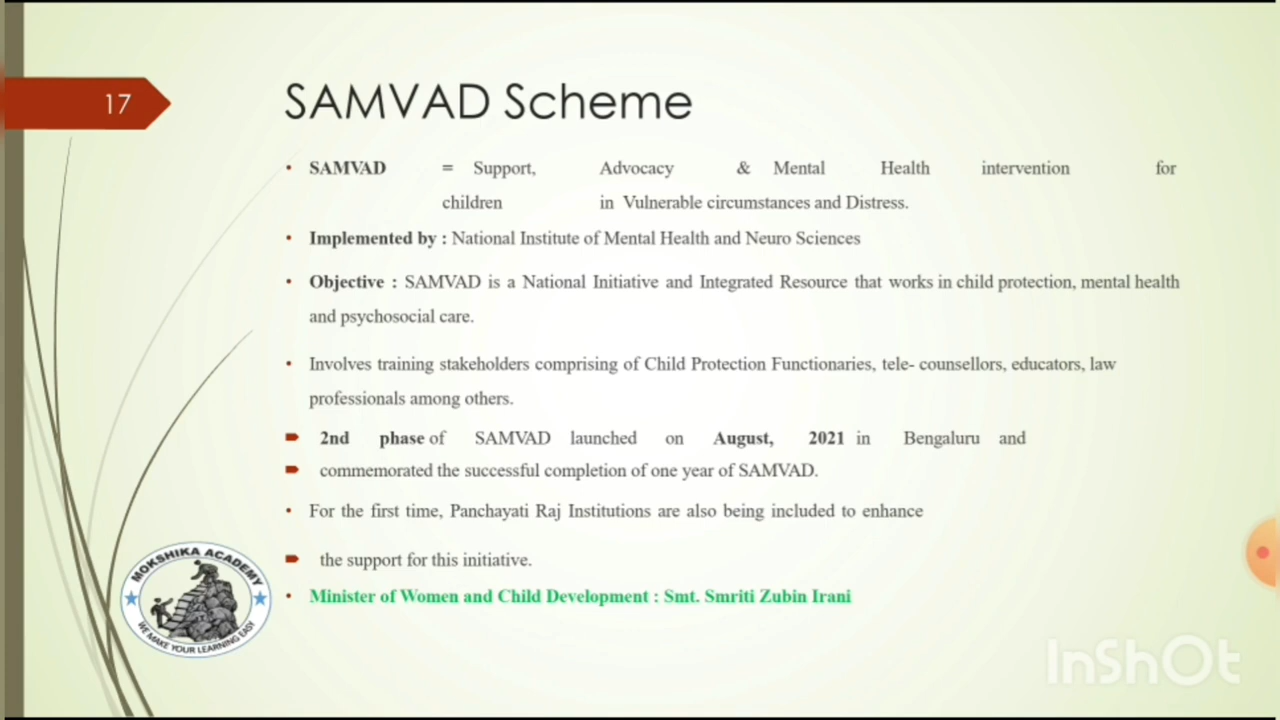 17
SAMVAD Scheme
• SAMVAD = Support, Advocacy & Mental Health intervention for
children in Vulnerable circumstances and Distress.
• Implemented by : National Institute of Mental Health and Neuro Sciences
• Objective : SAMVAD is a National Initiative and Integrated Resource that works in child protection, mental health
and psychosocial care.
• Involves training stakeholders comprising of Child Protection Functionaries, tele- counsellors, educators, law
professionals among others.
2nd phase of SAMVAD launched on August, 2021 in Bengaluru and
commemorated the successful completion of one year of SAMVAD.
• For the first time, Panchayati Raj Institutions are also being included to enhance
the support for this initiative.
• Minister of Women and Child Development : Smt. Smriti Zubin Irani
MOKSHIKA ACADEMY
WE MAKE YOUR LEARNING EASY
InShOt